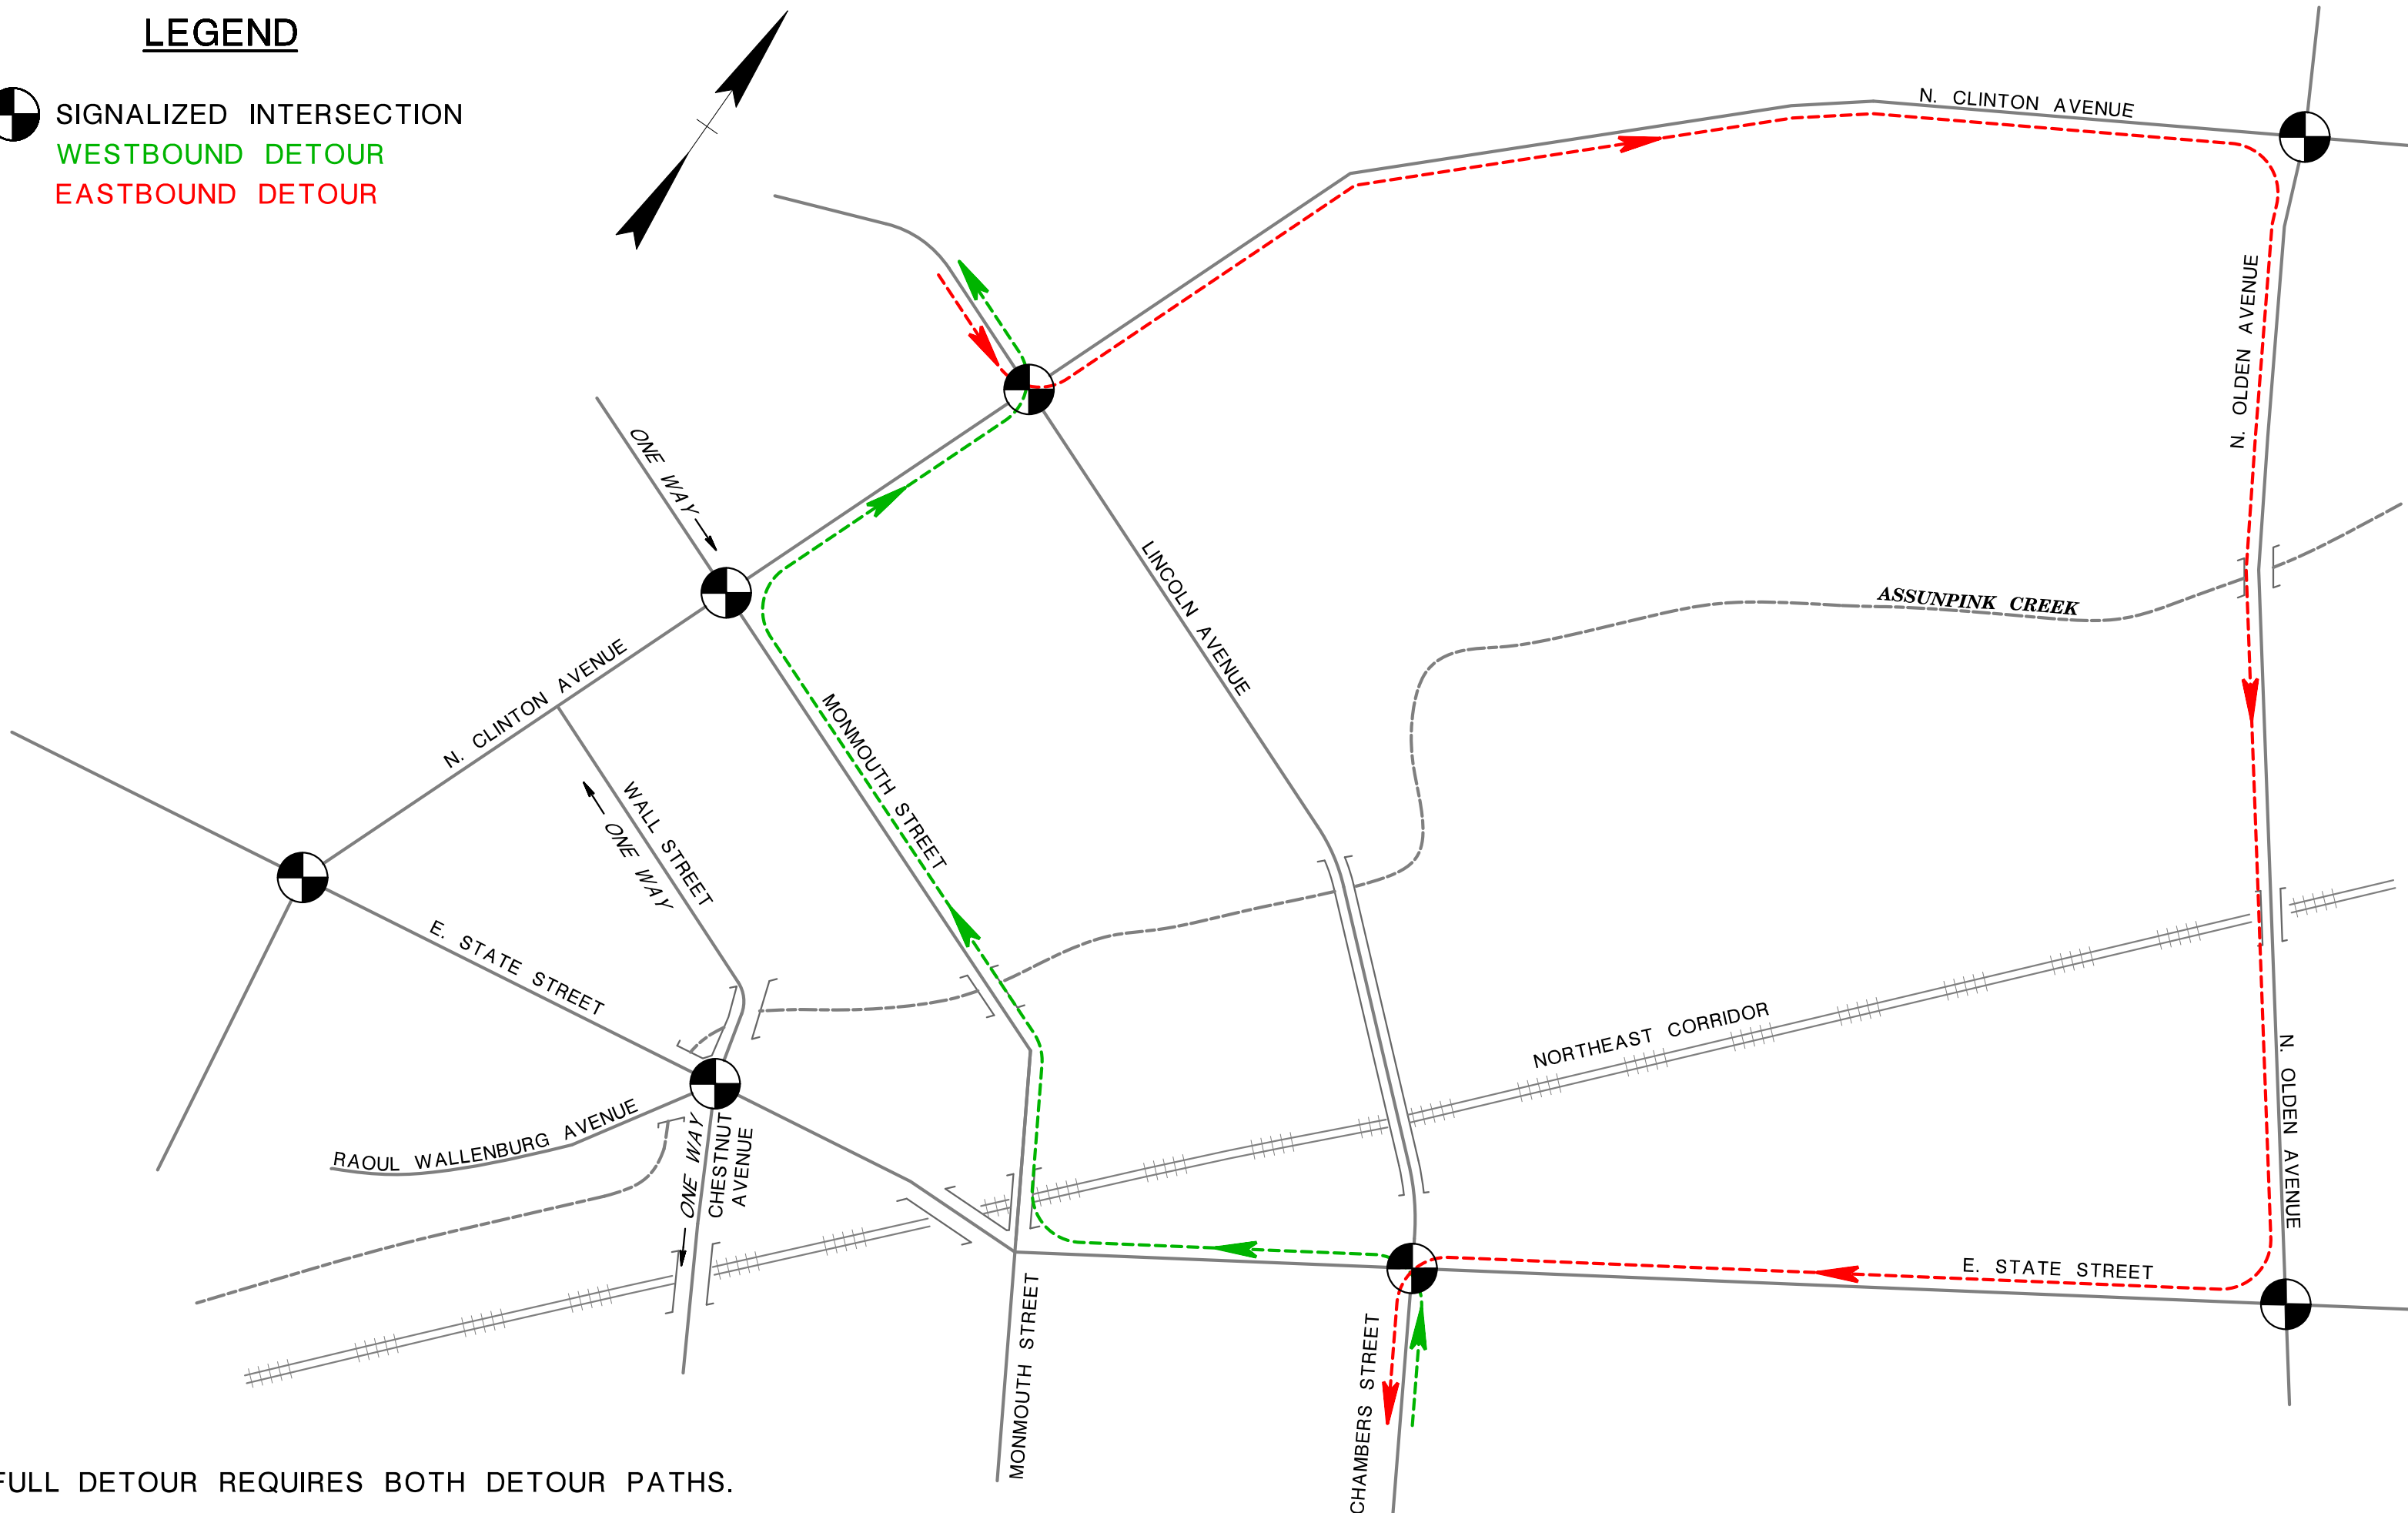 LEGEND
SIGNALIZED INTERSECTION
WESTBOUND DETOUR
EASTBOUND DETOUR
N. CLINTON AVENUE
N. OLDEN AVENUE
ONE WAY
LINCOLN AVENUE
ASSUNPINK CREEK
N. CLINTON AVENUE
MONMOUTH STREET
WALL STREET
ONE WAY
E. STATE STREET
NORTHEAST CORRIDOR
N. OLDEN AVENUE
RAOUL WALLENBURG AVENUE
ONE WAY
CHESTNUT
AVENUE
E. STATE STREET
MONMOUTH STREET
CHAMBERS STREET
FULL DETOUR REQUIRES BOTH DETOUR PATHS.